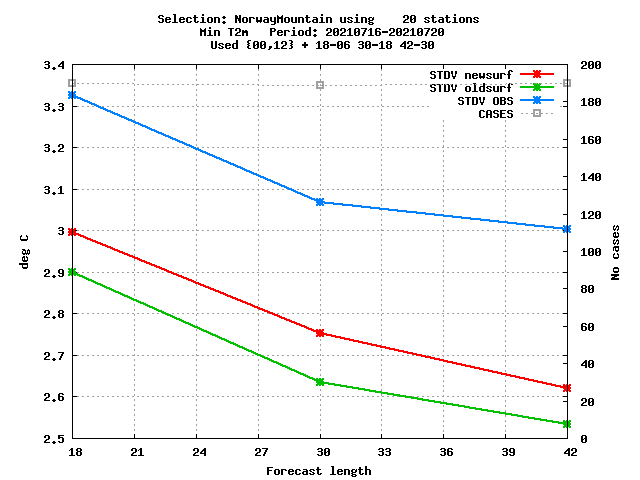 Selection: NorwayMountain using    20 stations
Min T2m   Period: 20210716-20210720
Used {00,12} + 18-06 30-18 42-30
3.4
3.3
3.2
3.1
3
2.9
2.8
2.7
2.6
2.5
deg C
200
180
160
140
120
100
80
60
40
20
0
No cases
STDV newsurf
STDV oldsurf
STDV OBS
CASES
18 21 24 27 30 33 36 39 42
Forecast length